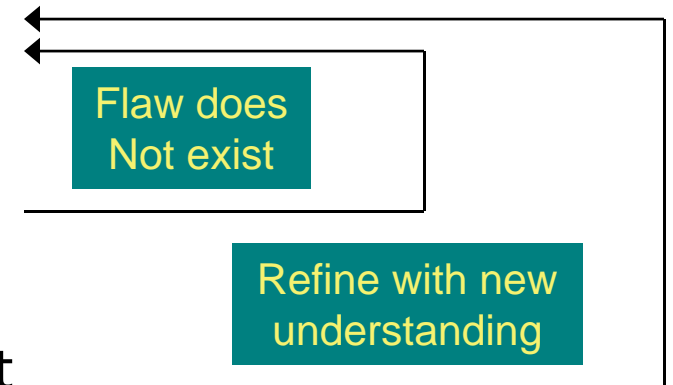 Flaw does
Not exist
Refine with new
understanding
t